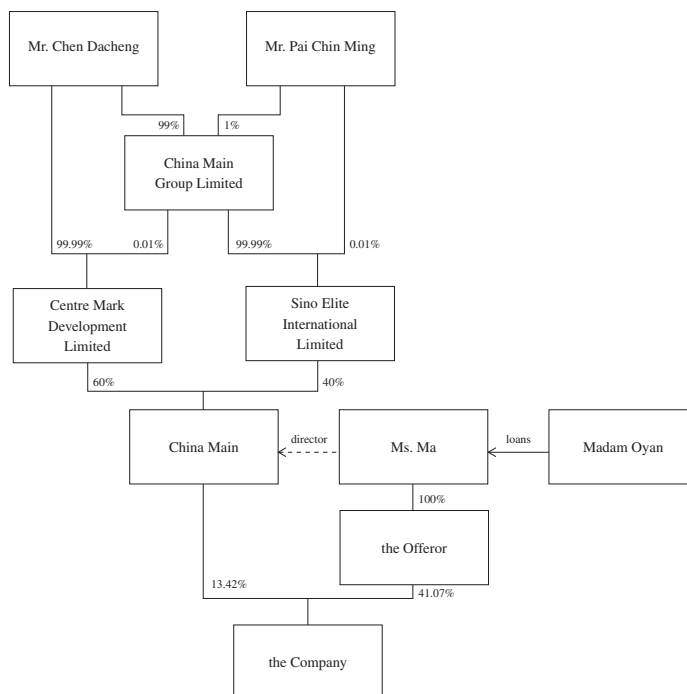 Mr. Chen Dacheng
Mr. Pai Chin Ming
99%
1%
China Main
Group Limited
99.99%
0.01%
99.99%
0.01%
Centre Mark
Development
Limited
Sino Elite
International
Limited
60%
40%
China Main
director
Ms. Ma
loans
Madam Oyan
100%
the Offeror
13.42%
41.07%
the Company